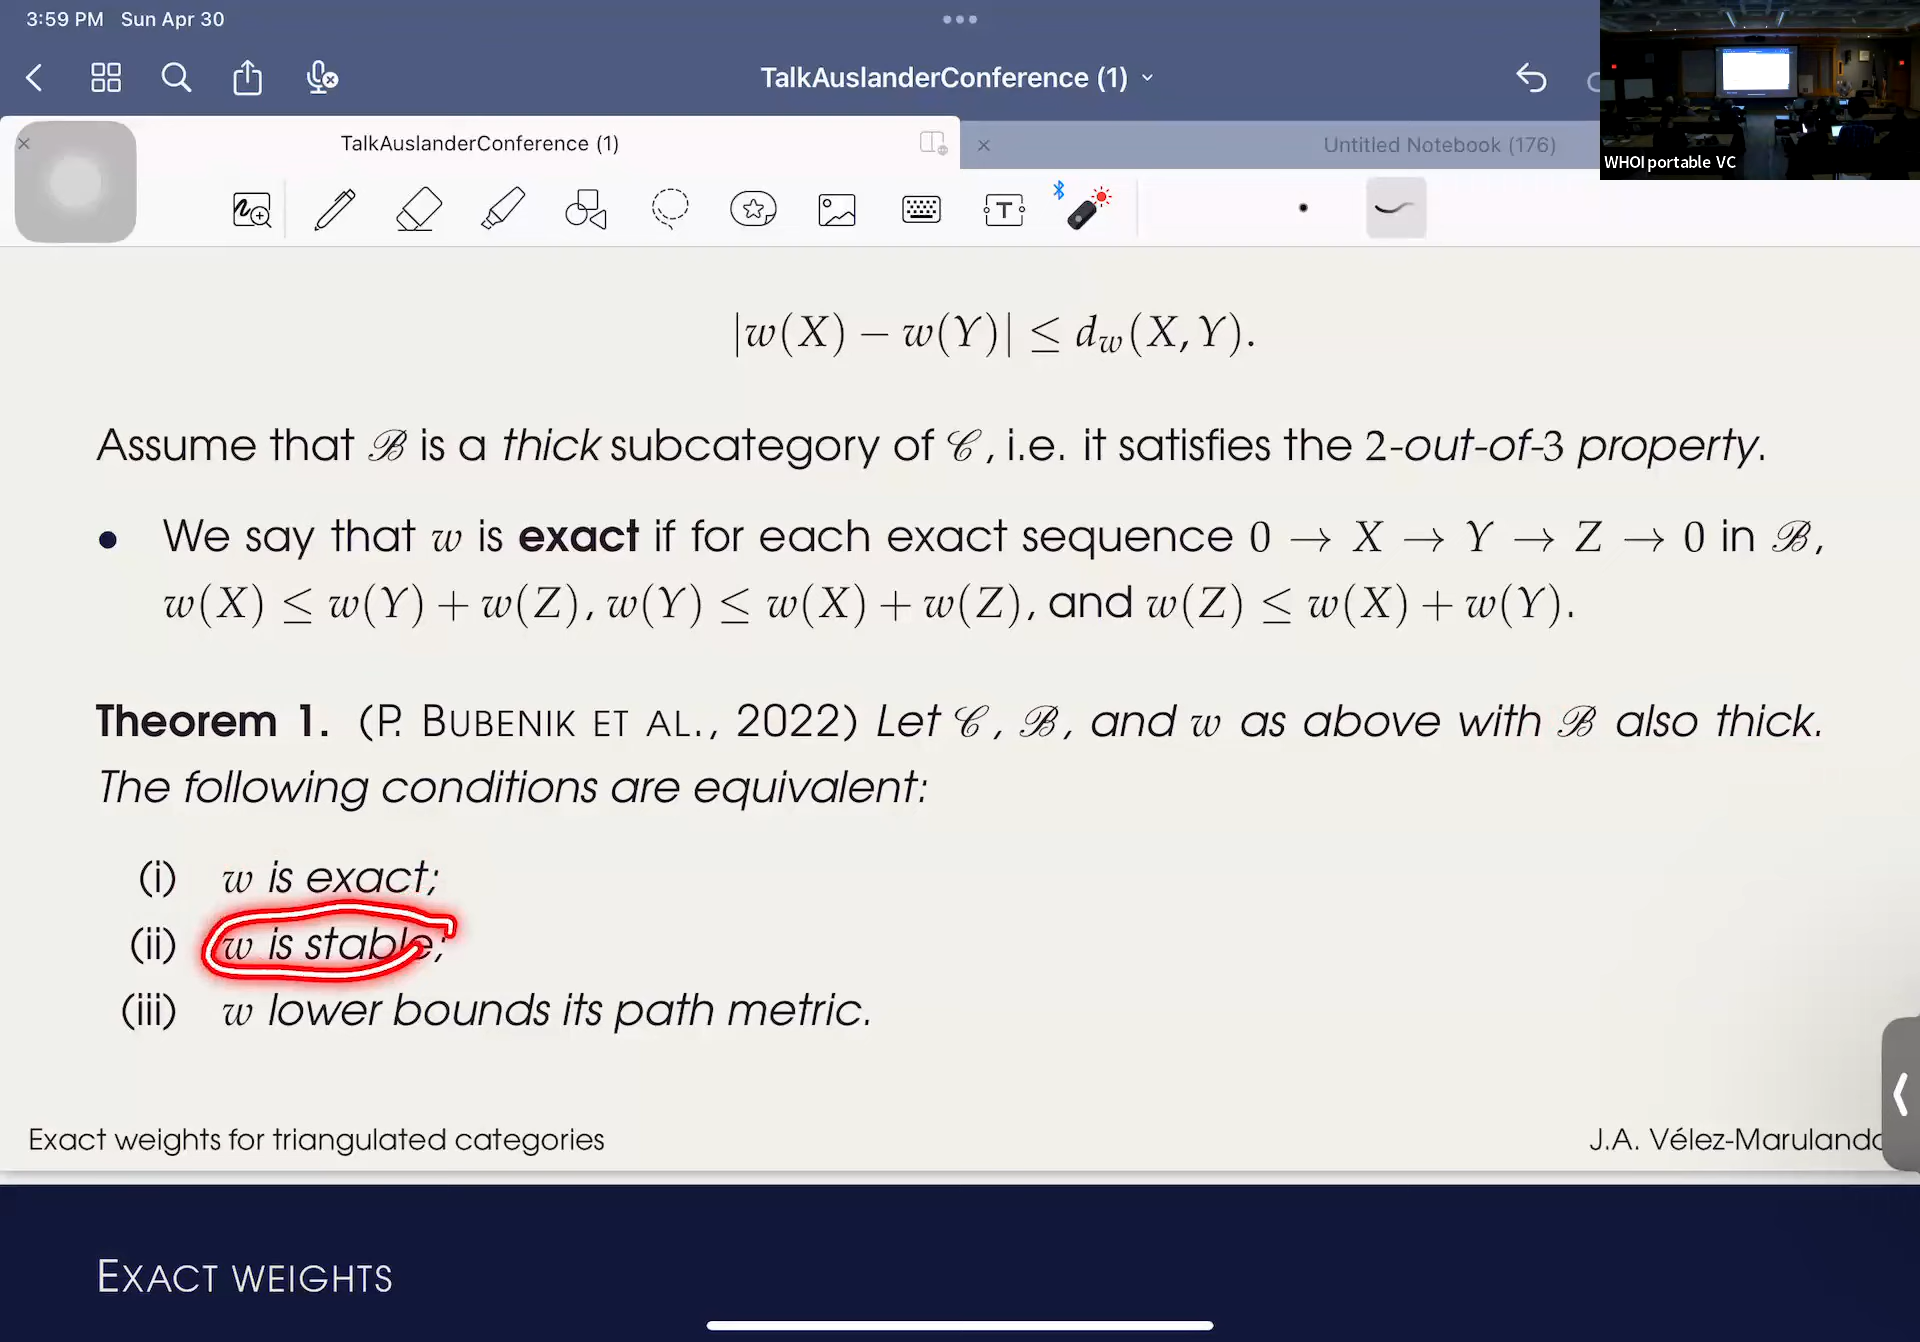 3:59 PM Sun Apr 30
TalkAuslanderConference (1)
WHOI portable VC
TalkAuslanderConference (1)
Untitled Notebook (176)
|w(X) − w(Y)| ≤ d_w(X, Y).
Assume that ℬ is a thick subcategory of 𝒞, i.e. it satisfies the 2-out-of-3 property.
• We say that w is exact if for each exact sequence 0 → X → Y → Z → 0 in ℬ,
w(X) ≤ w(Y) + w(Z), w(Y) ≤ w(X) + w(Z), and w(Z) ≤ w(X) + w(Y).
Theorem 1. (P. BUBENIK ET AL., 2022) Let 𝒞, ℬ, and w as above with ℬ also thick.
The following conditions are equivalent:
(i) w is exact;
(ii) w is stable;
(iii) w lower bounds its path metric.
Exact weights for triangulated categories
J.A. Vélez-Marulanda
EXACT WEIGHTS